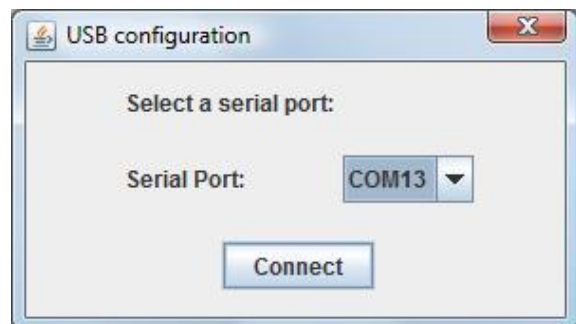 USB configuration
Select a serial port:
Serial Port: COM13
Connect